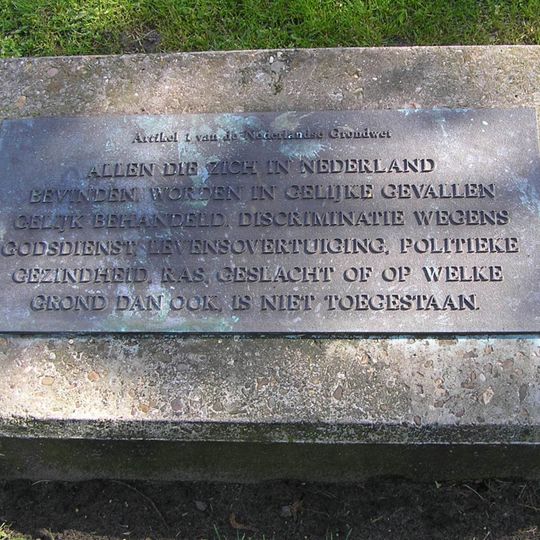 Artikel 1 van de Nederlandse Grondwet
ALLEN DIE ZICH IN NEDERLAND
BEVINDEN, WORDEN IN GELIJKE GEVALLEN
GELIJK BEHANDELD. DISCRIMINATIE WEGENS
GODSDIENST, LEVENSOVERTUIGING, POLITIEKE
GEZINDHEID, RAS, GESLACHT OF OP WELKE
GROND DAN OOK, IS NIET TOEGESTAAN.